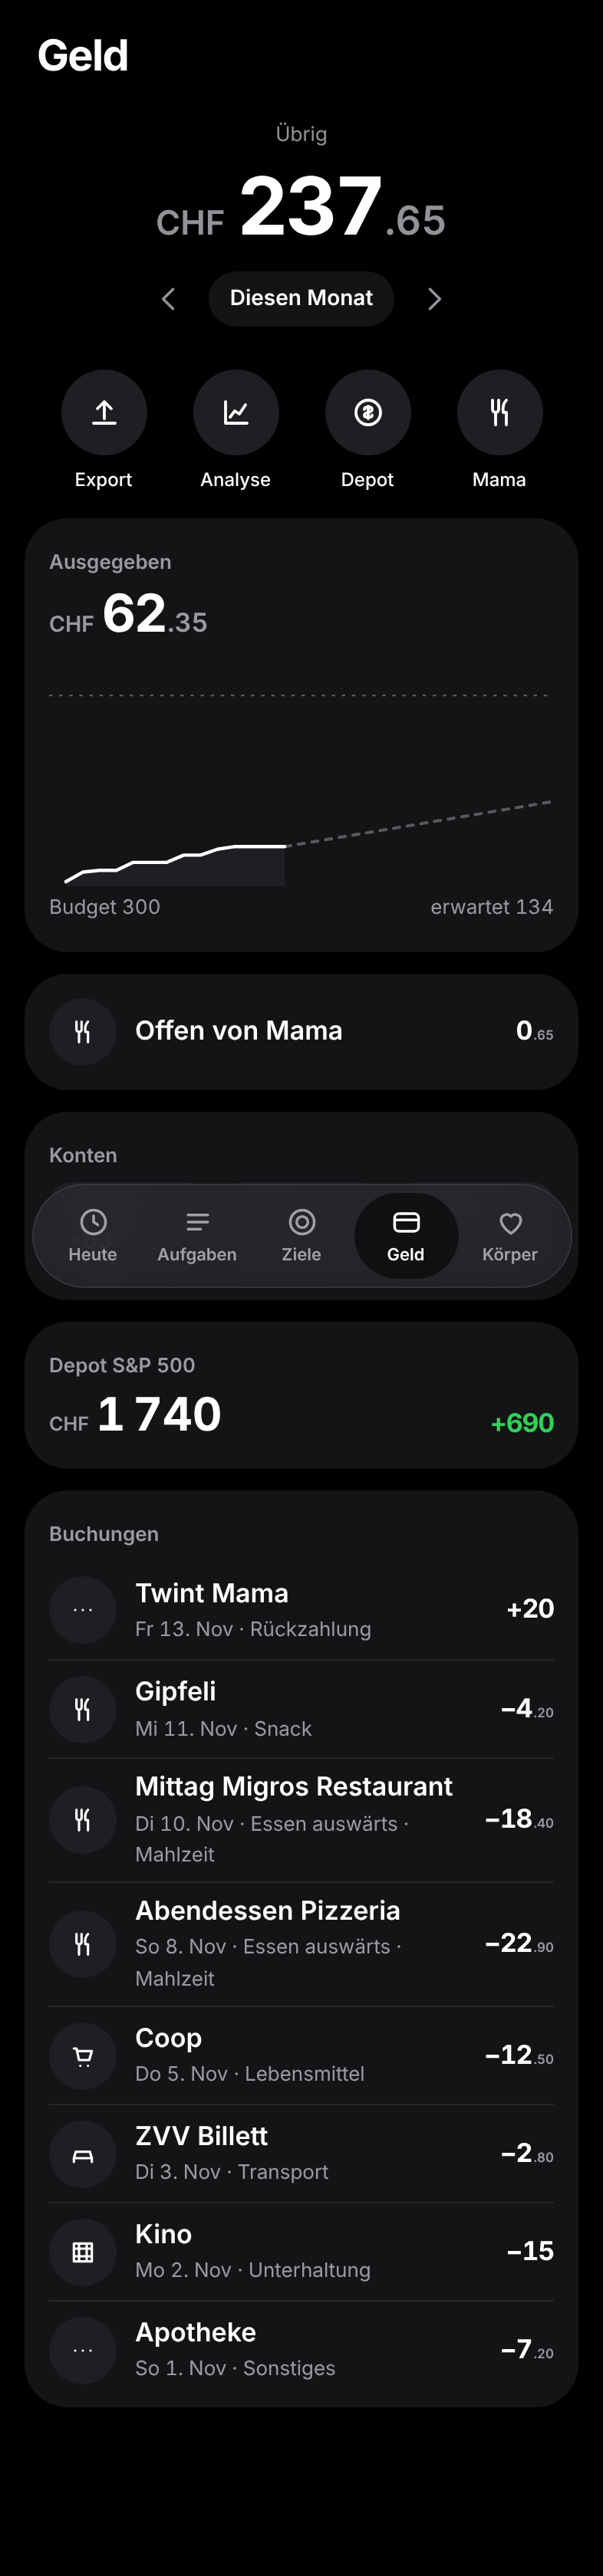 Geld
Übrig
CHF 237.65
Diesen Monat
Export
Analyse
Depot
Mama
Ausgegeben
CHF 62.35
Budget 300
erwartet 134
Offen von Mama
0.65
Konten
Heute
Aufgaben
Ziele
Geld
Körper
Depot S&P 500
CHF 1 740
+690
Buchungen
Twint Mama
+20
Fr 13. Nov · Rückzahlung
Gipfeli
−4.20
Mi 11. Nov · Snack
Mittag Migros Restaurant
−18.40
Di 10. Nov · Essen auswärts ·
Mahlzeit
Abendessen Pizzeria
−22.90
So 8. Nov · Essen auswärts ·
Mahlzeit
Coop
−12.50
Do 5. Nov · Lebensmittel
ZVV Billett
−2.80
Di 3. Nov · Transport
Kino
−15
Mo 2. Nov · Unterhaltung
Apotheke
−7.20
So 1. Nov · Sonstiges